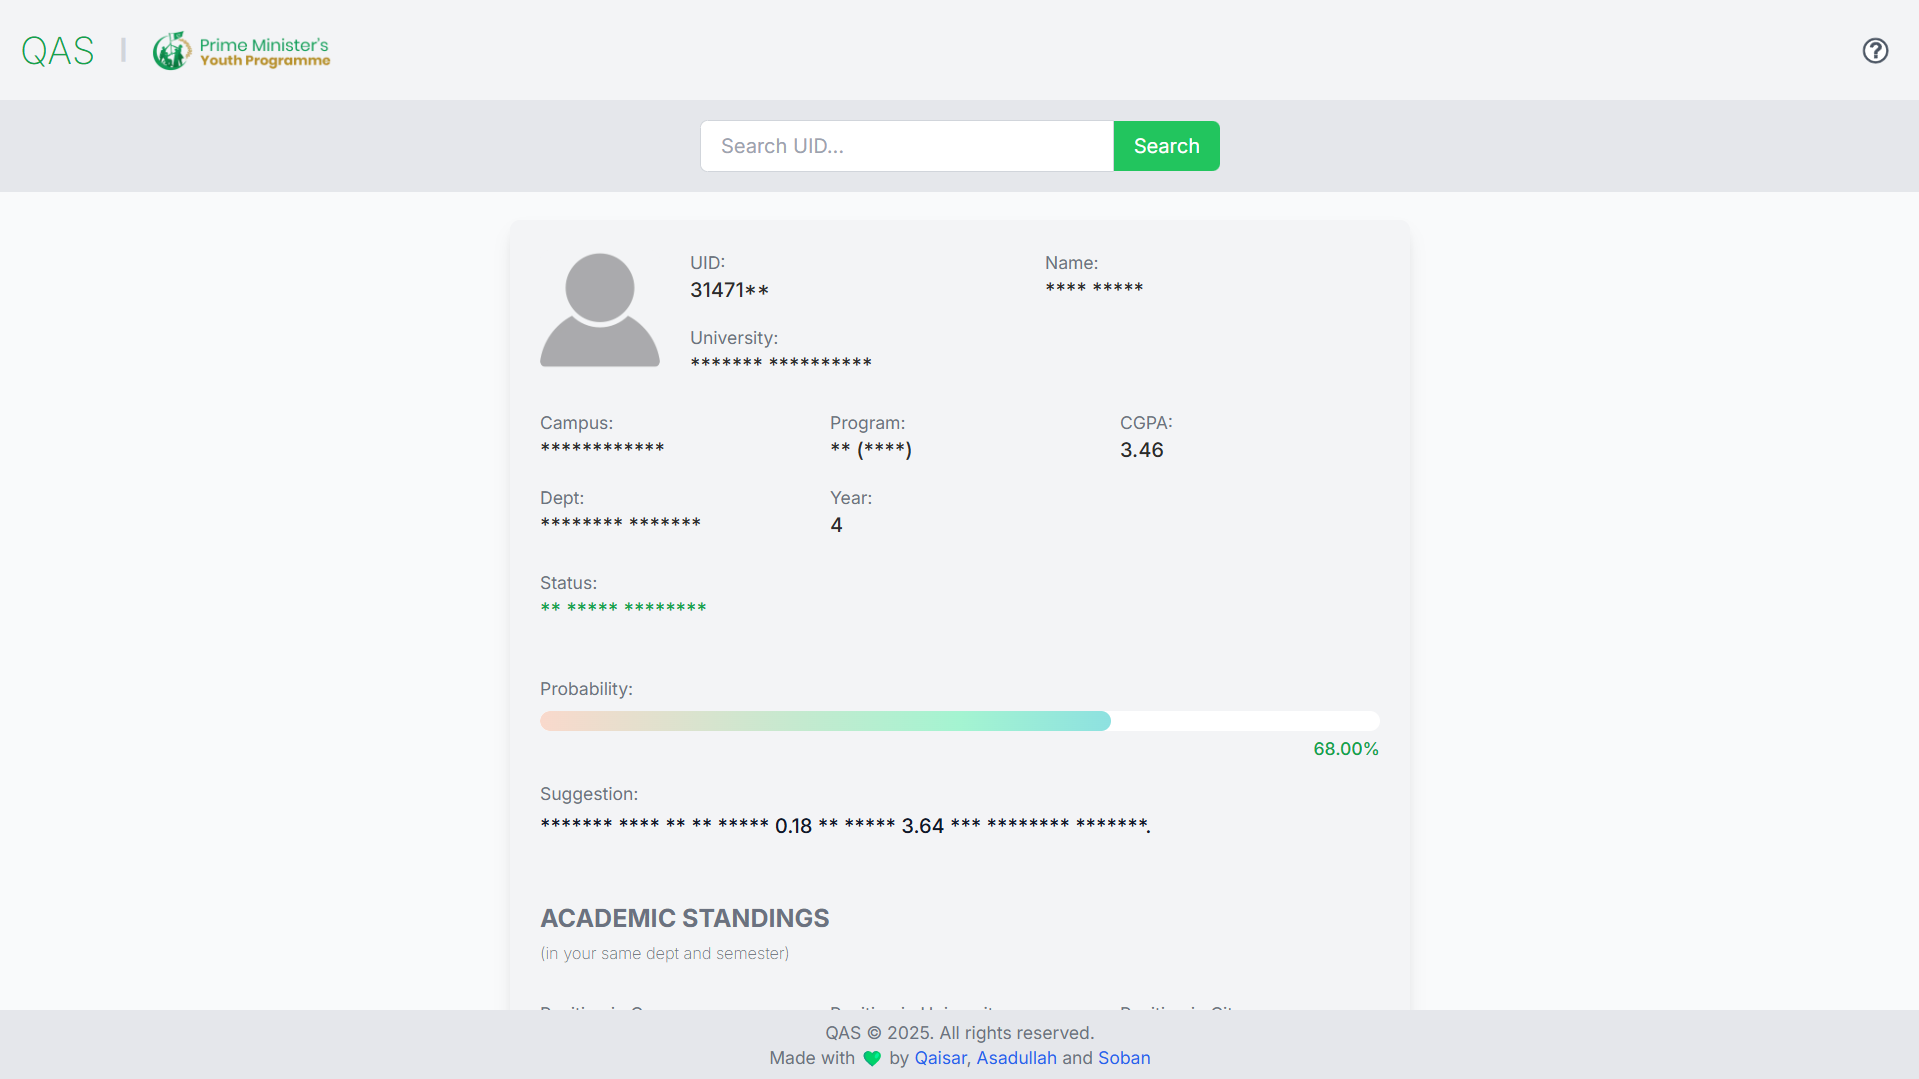 QAS | Prime Minister's
Youth Programme
Search UID...
Search
UID:
31471**
Name:
**** *****
University:
******* **********
Campus:
************
Program:
** (****)
CGPA:
3.46
Dept:
******** *******
Year:
4
Status:
** ***** ********
Probability:
68.00%
Suggestion:
******* **** ** ** ***** 0.18 ** ***** 3.64 *** ******** *******.
ACADEMIC STANDINGS
(in your same dept and semester)
QAS © 2025. All rights reserved.
Made with 💚 by Qaisar, Asadullah and Soban